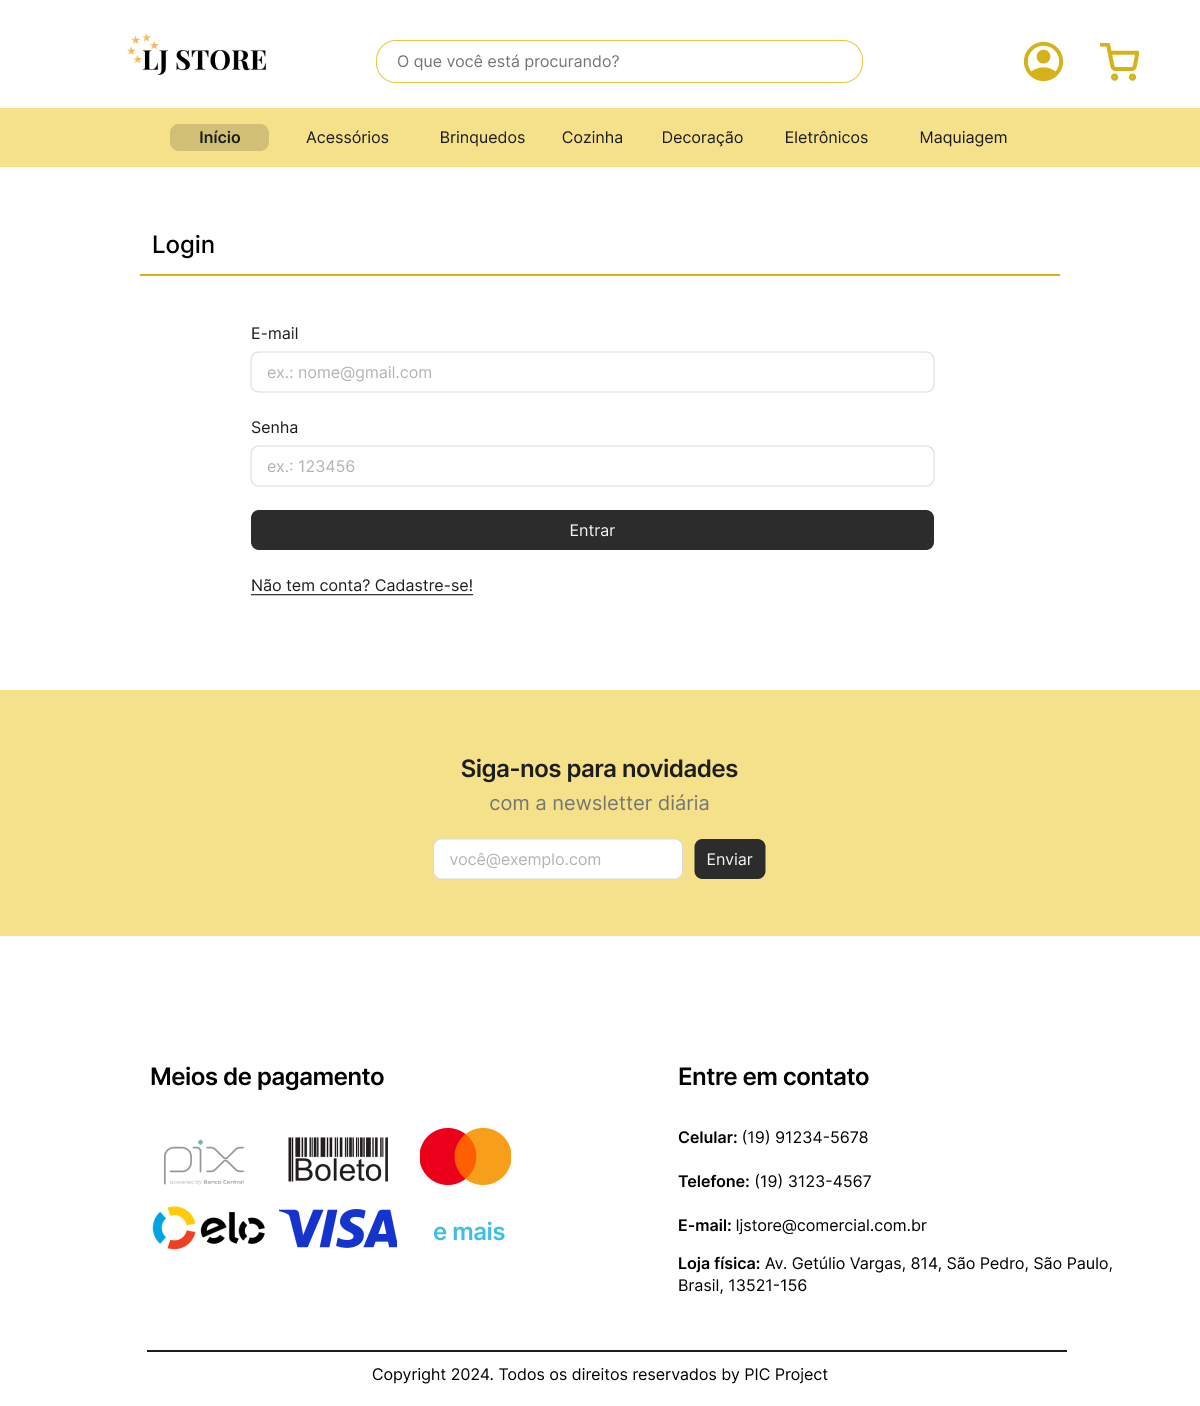 LJ STORE
O que você está procurando?
Início
Acessórios
Brinquedos
Cozinha
Decoração
Eletrônicos
Maquiagem
Login
E-mail
ex.: nome@gmail.com
Senha
ex.: 123456
Entrar
Não tem conta? Cadastre-se!
Siga-nos para novidades
com a newsletter diária
você@exemplo.com
Enviar
Meios de pagamento
pix
powered by Banco Central
Boleto
elo
VISA
e mais
Entre em contato
Celular: (19) 91234-5678
Telefone: (19) 3123-4567
E-mail: ljstore@comercial.com.br
Loja física: Av. Getúlio Vargas, 814, São Pedro, São Paulo,
Brasil, 13521-156
Copyright 2024. Todos os direitos reservados by PIC Project